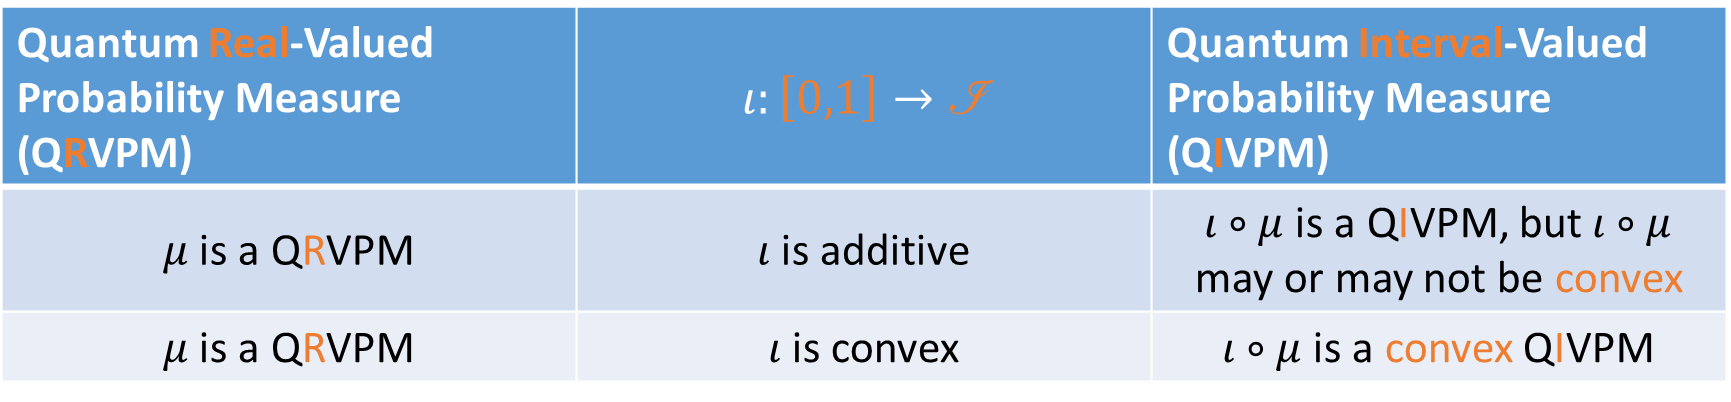 Quantum Real-Valued
Probability Measure
(QRVPM)
ι: [0,1] → ℐ
Quantum Interval-Valued
Probability Measure
(QIVPM)
μ is a QRVPM
ι is additive
ι ∘ μ is a QIVPM, but ι ∘ μ
may or may not be convex
μ is a QRVPM
ι is convex
ι ∘ μ is a convex QIVPM